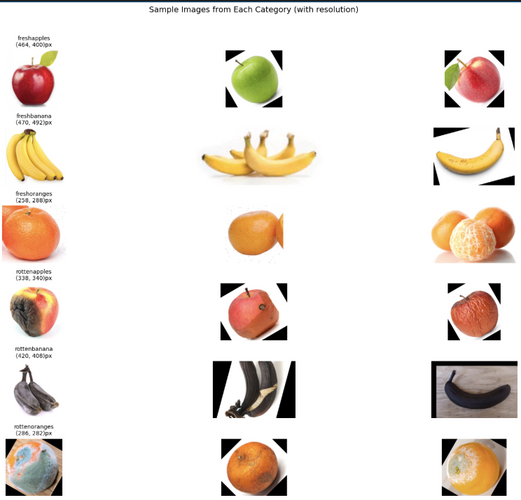 Sample Images from Each Category (with resolution)
freshapples
(464, 400)px
freshbanana
(470, 492)px
freshoranges
(258, 288)px
rottenapples
(338, 340)px
rottenbanana
(420, 408)px
rottenoranges
(286, 282)px